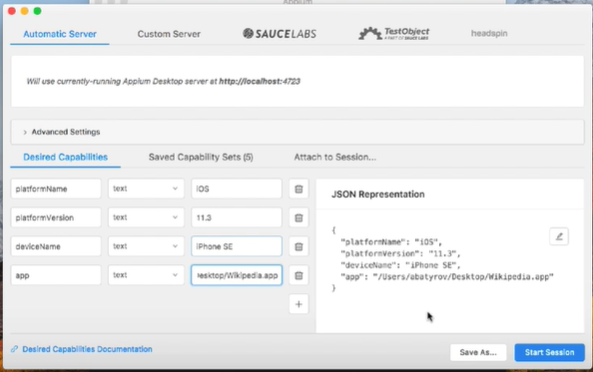 Appium
Automatic Server
Custom Server
SAUCELABS
TestObject
headspin
Will use currently-running Appium Desktop server at http://localhost:4723
> Advanced Settings
Desired Capabilities
Saved Capability Sets (5)
Attach to Session...
platformName
text
iOS
platformVersion
text
11.3
deviceName
text
iPhone SE
app
text
esktop/Wikipedia.app
+
JSON Representation
{
"platformName": "iOS",
"platformVersion": "11.3",
"deviceName": "iPhone SE",
"app": "/Users/abatyrov/Desktop/Wikipedia.app"
}
Desired Capabilities Documentation
Save As...
Start Session